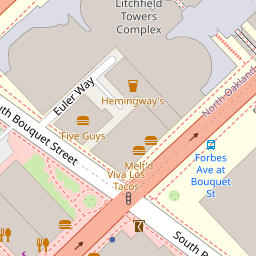 Litchfield
Towers
Complex
Euler Way
Hemingway's
North Oakland
Five Guys
South Bouquet Street
Melt'd
Viva Los
Tacos
Forbes
Ave at
Bouquet
St
South B